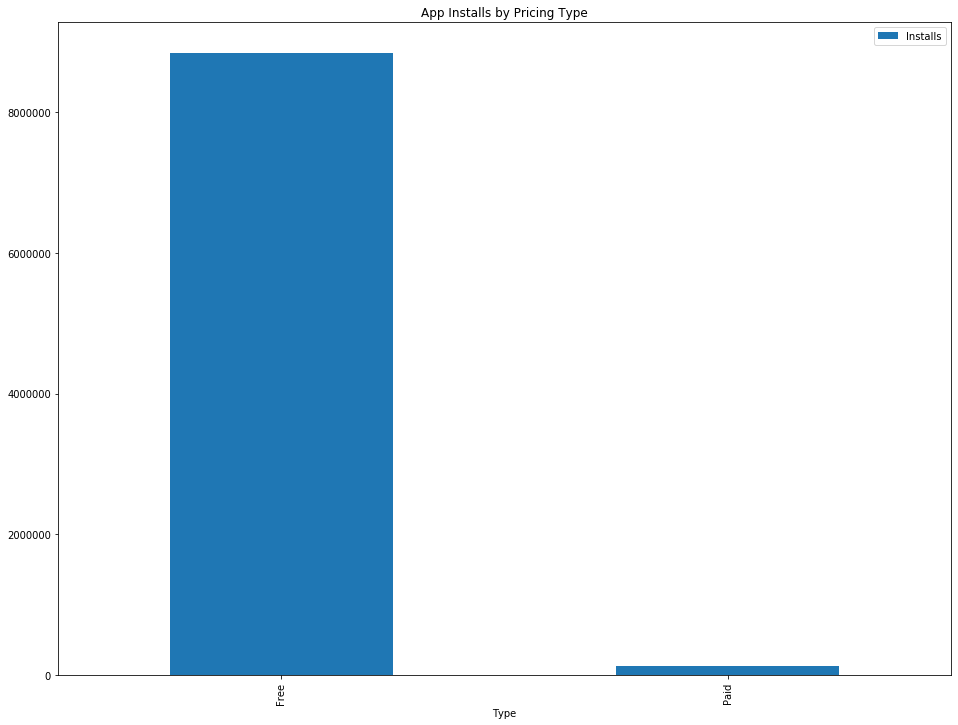 App Installs by Pricing Type
Installs
8000000
6000000
4000000
2000000
0
Free
Paid
Type